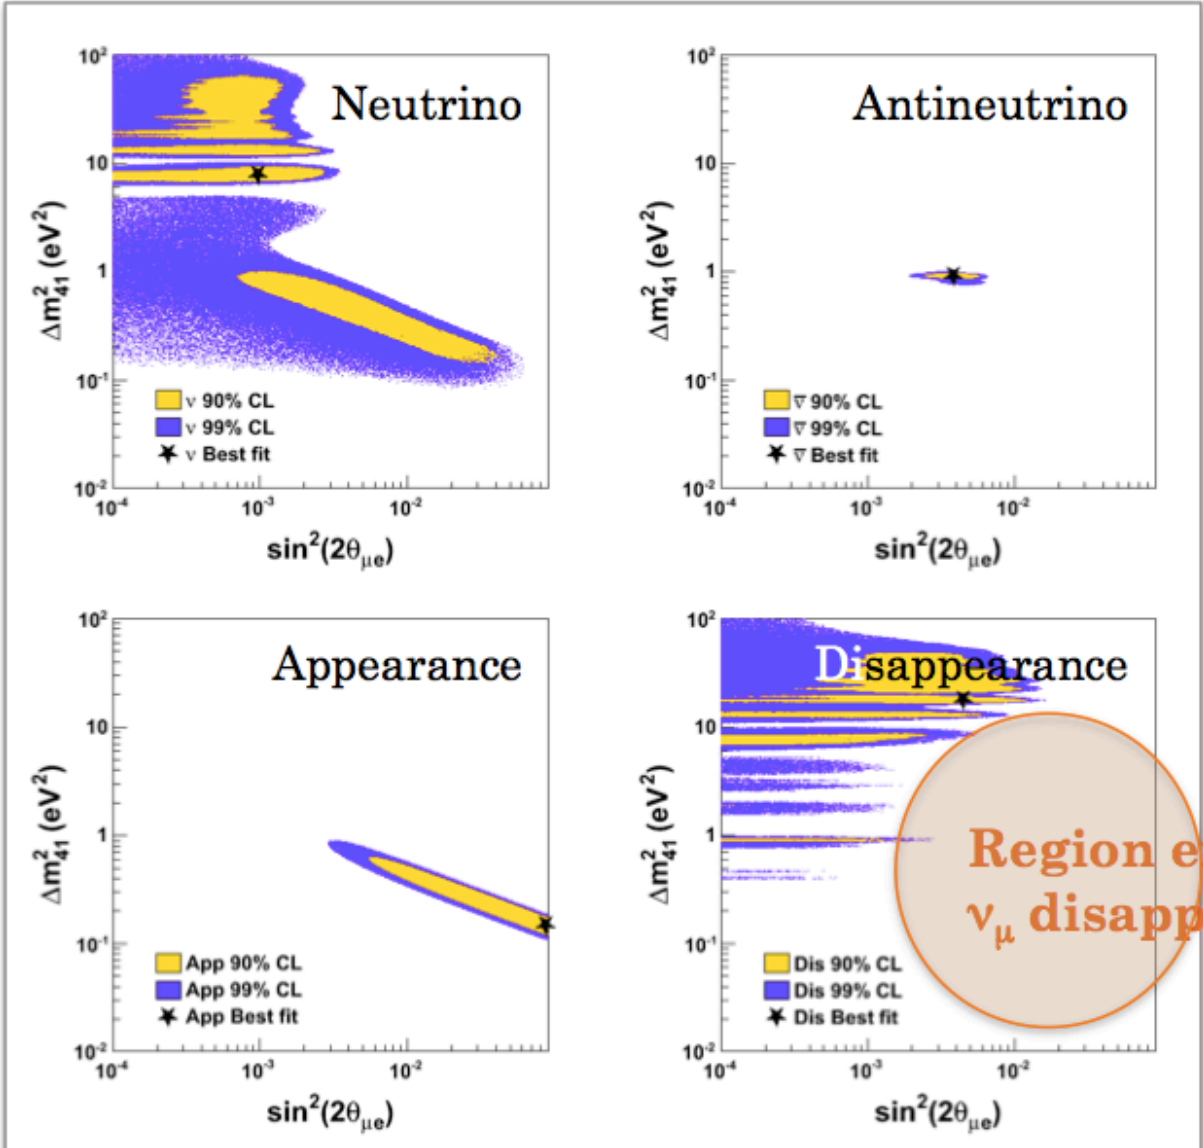 Neutrino
10²
10
1
10⁻¹
10⁻²
Δm²₄₁ (eV²)
ν 90% CL
ν 99% CL
ν Best fit
10⁻⁴ 10⁻³ 10⁻²
sin²(2θμe)
Antineutrino
10²
10
1
10⁻¹
10⁻²
Δm²₄₁ (eV²)
ν̅ 90% CL
ν̅ 99% CL
ν̅ Best fit
10⁻⁴ 10⁻³ 10⁻²
sin²(2θμe)
Appearance
10²
10
1
10⁻¹
10⁻²
Δm²₄₁ (eV²)
App 90% CL
App 99% CL
App Best fit
10⁻⁴ 10⁻³ 10⁻²
sin²(2θμe)
Disappearance
10²
10
1
10⁻¹
10⁻²
Δm²₄₁ (eV²)
Region e
νμ disapp
Dis 90% CL
Dis 99% CL
Dis Best fit
10⁻⁴ 10⁻³ 10⁻²
sin²(2θμe)